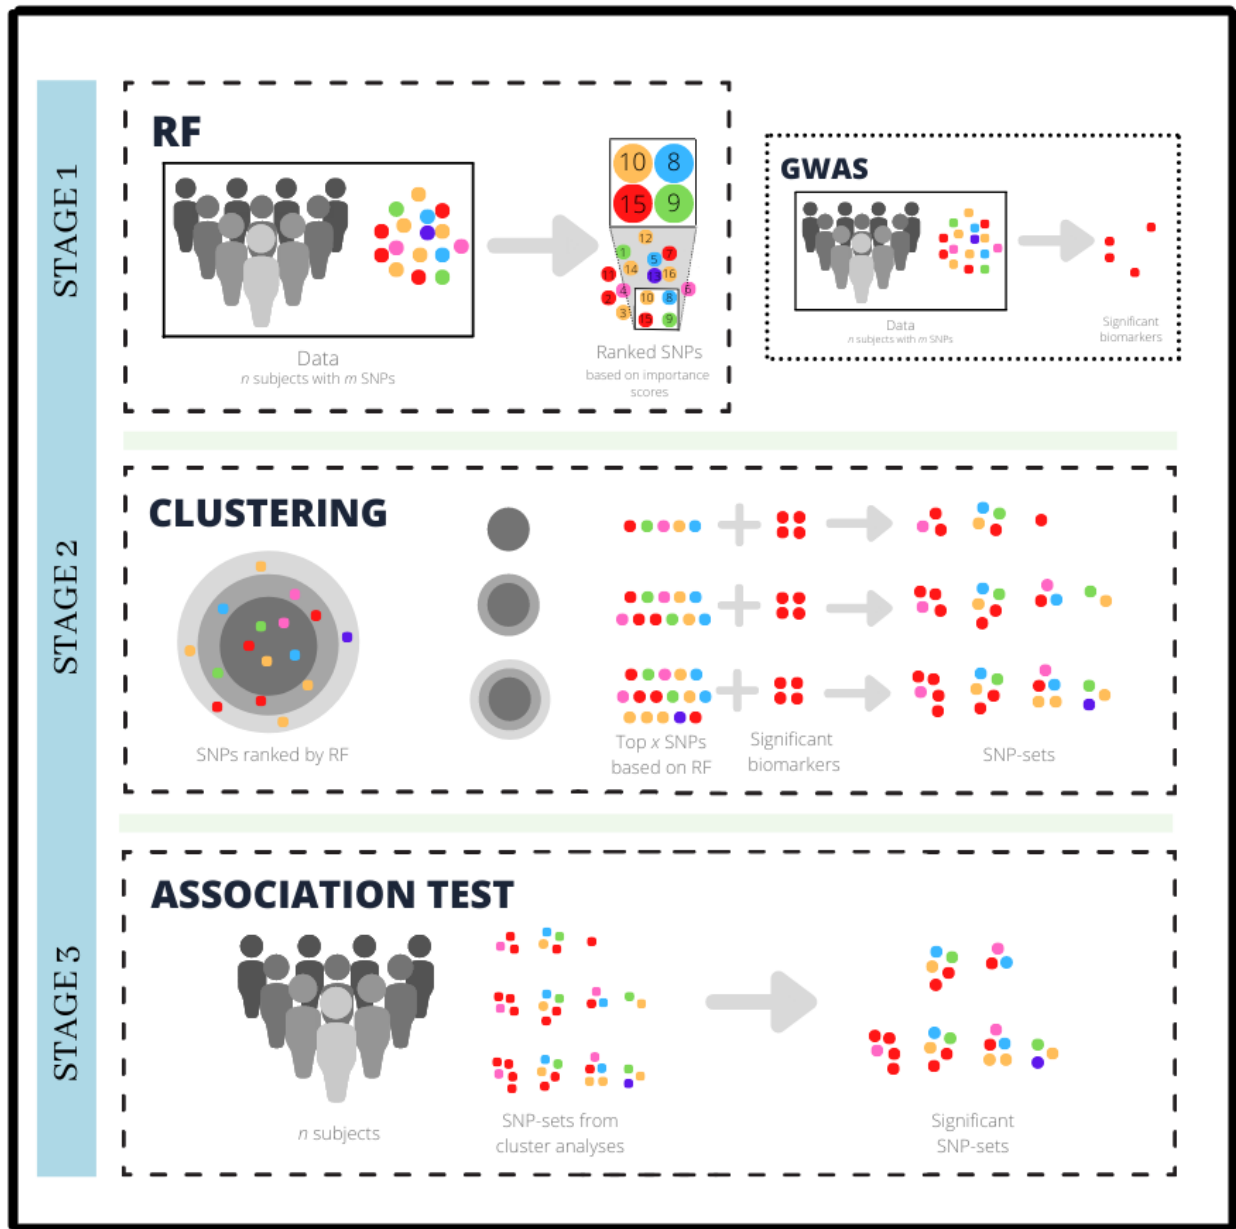 STAGE 1
RF
10 8
15 9
12
1
7
5
11
14
13
16
4
6
2
10 8
3
15 9
Data
n subjects with m SNPs
Ranked SNPs
based on importance
scores
GWAS
Data
n subjects with m SNPs
Significant
biomarkers
STAGE 2
CLUSTERING
SNPs ranked by RF
Top x SNPs
based on RF
Significant
biomarkers
SNP-sets
STAGE 3
ASSOCIATION TEST
n subjects
SNP-sets from
cluster analyses
Significant
SNP-sets